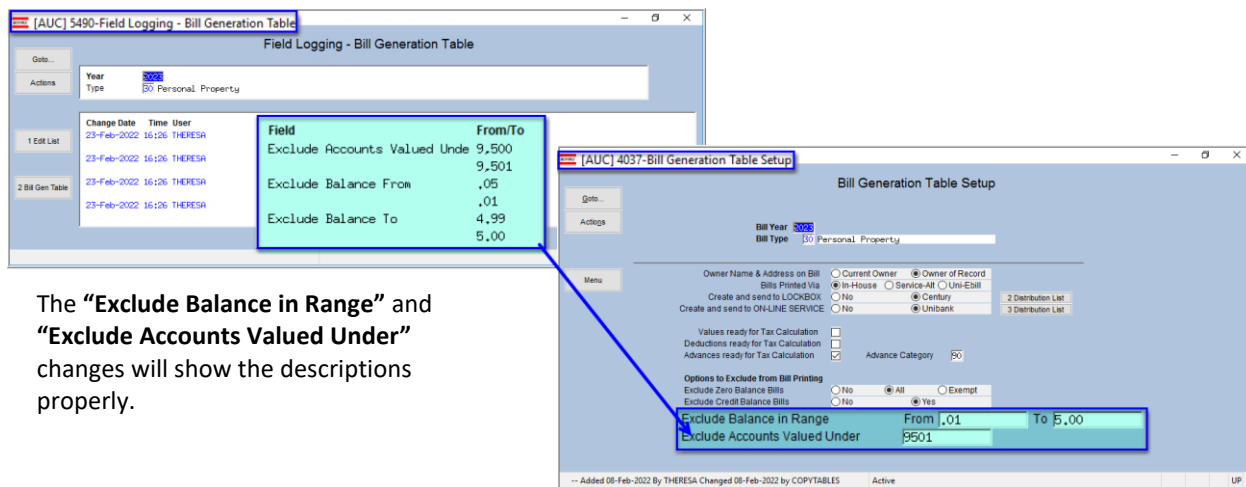 [AUC] 5490-Field Logging - Bill Generation Table
Field Logging - Bill Generation Table
Goto...
Actions
Year 2023
Type 30 Personal Property
Change Date Time User
23-Feb-2022 16:26 THERESA
23-Feb-2022 16:26 THERESA
23-Feb-2022 16:26 THERESA
23-Feb-2022 16:26 THERESA
1 Edit List
2 Bill Gen Table
Field From/To
Exclude Accounts Valued Unde 9,500
9,501
Exclude Balance From .05
.01
Exclude Balance To 4.99
5.00
The “Exclude Balance in Range” and
“Exclude Accounts Valued Under”
changes will show the descriptions
properly.
[AUC] 4037-Bill Generation Table Setup
Bill Generation Table Setup
Goto...
Actions
Menu
Bill Year 2023
Bill Type 30 Personal Property
Owner Name & Address on Bill Current Owner Owner of Record
Bills Printed Via In-House Service-Alt Uni-Ebill
Create and send to LOCKBOX No Century 2 Distribution List
Create and send to ON-LINE SERVICE No Unibank 3 Distribution List
Values ready for Tax Calculation
Deductions ready for Tax Calculation
Advances ready for Tax Calculation Advance Category 90
Options to Exclude from Bill Printing
Exclude Zero Balance Bills No All Exempt
Exclude Credit Balance Bills No Yes
Exclude Balance in Range From .01 To 5.00
Exclude Accounts Valued Under 9501
-- Added 08-Feb-2022 By THERESA Changed 08-Feb-2022 by COPYTABLES Active UP